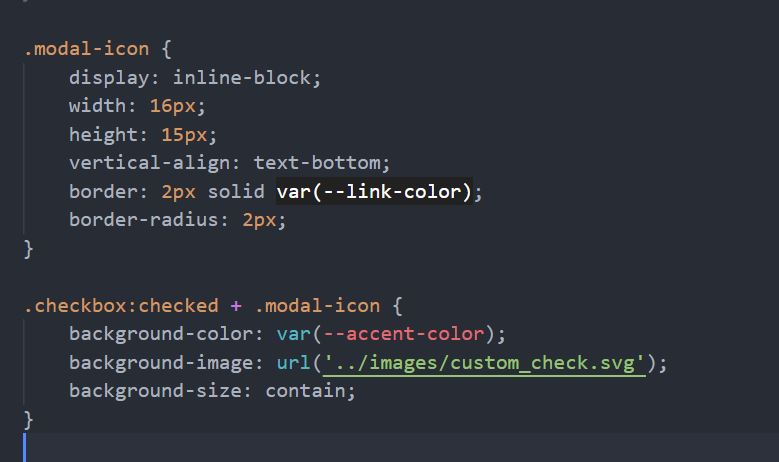 .modal-icon {
    display: inline-block;
    width: 16px;
    height: 15px;
    vertical-align: text-bottom;
    border: 2px solid var(--link-color);
    border-radius: 2px;
}
.checkbox:checked + .modal-icon {
    background-color: var(--accent-color);
    background-image: url('../images/custom_check.svg');
    background-size: contain;
}